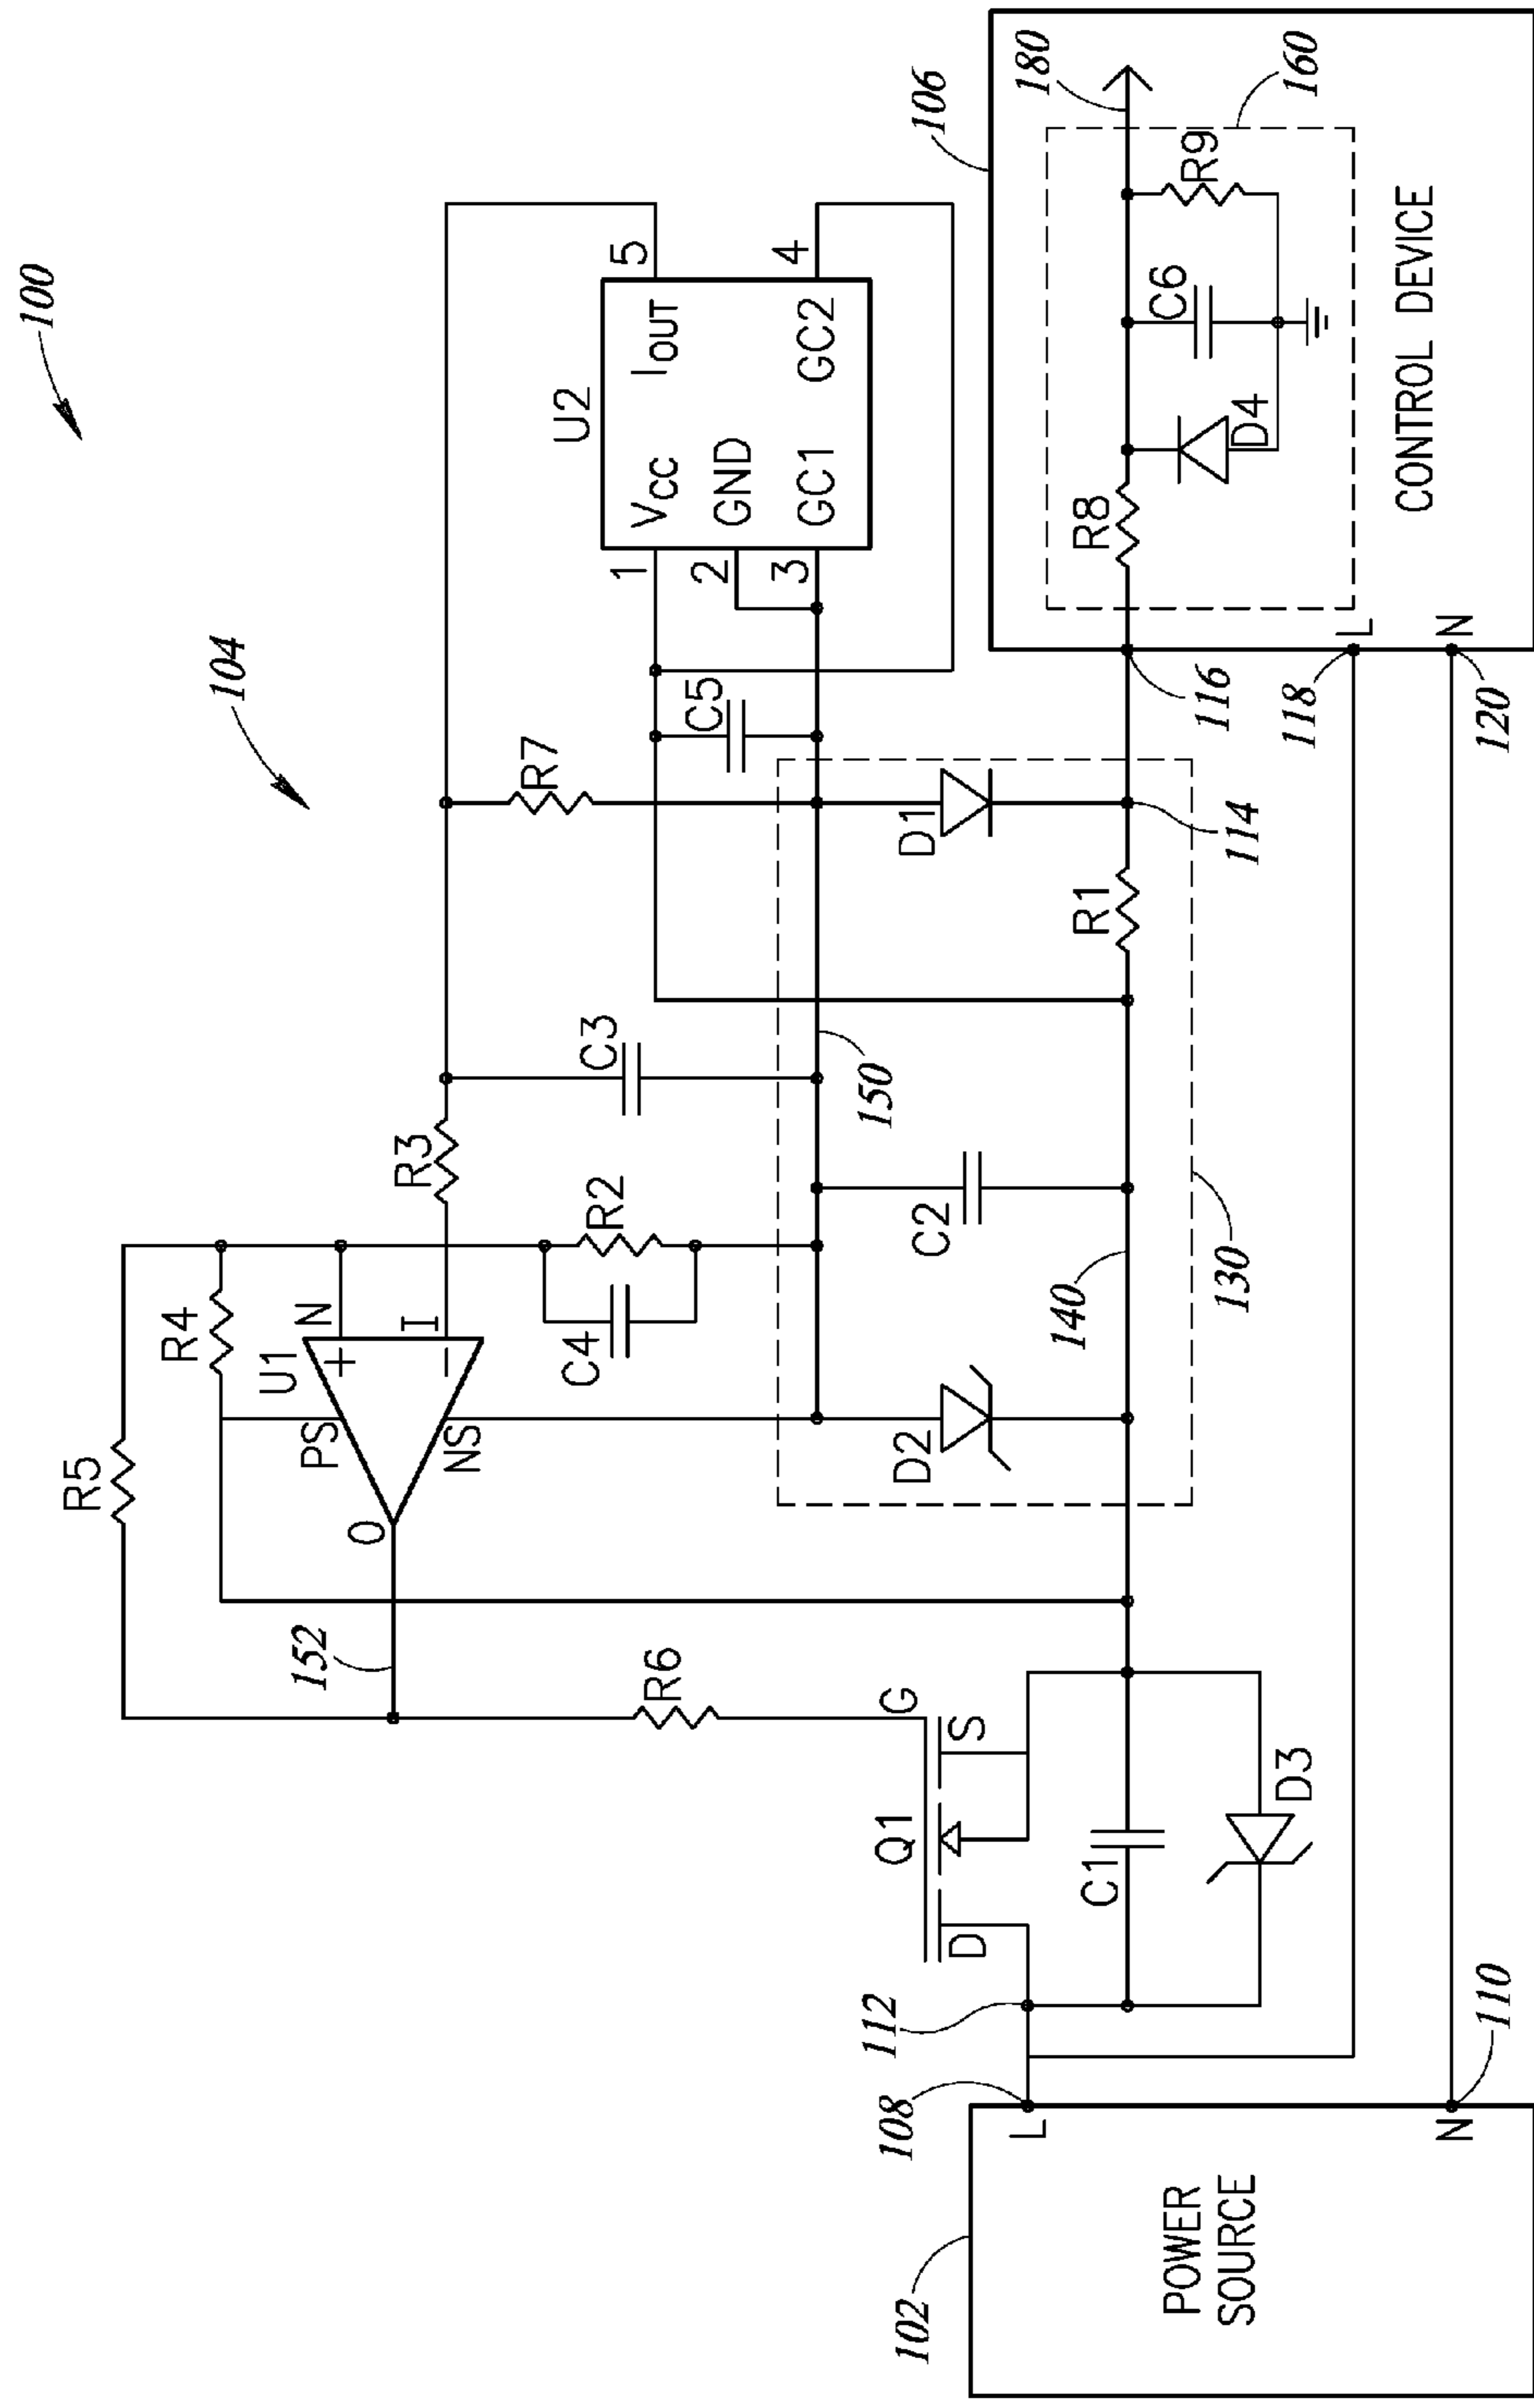 100
104
R5
R4
U1
PS
N
+
I
−
NS
O
152
R3
C4
R2
C3
R7
C5
U2
1
VCC
2
GND
3
GC1
IOUT
5
GC2
4
R6
Q1
G
S
D
C1
D3
D2
C2
150
140
130
R1
D1
114
116
118
120
112
108
110
102
L
N
POWER
SOURCE
106
180
160
R8
D4
C6
R9
L
N
CONTROL DEVICE